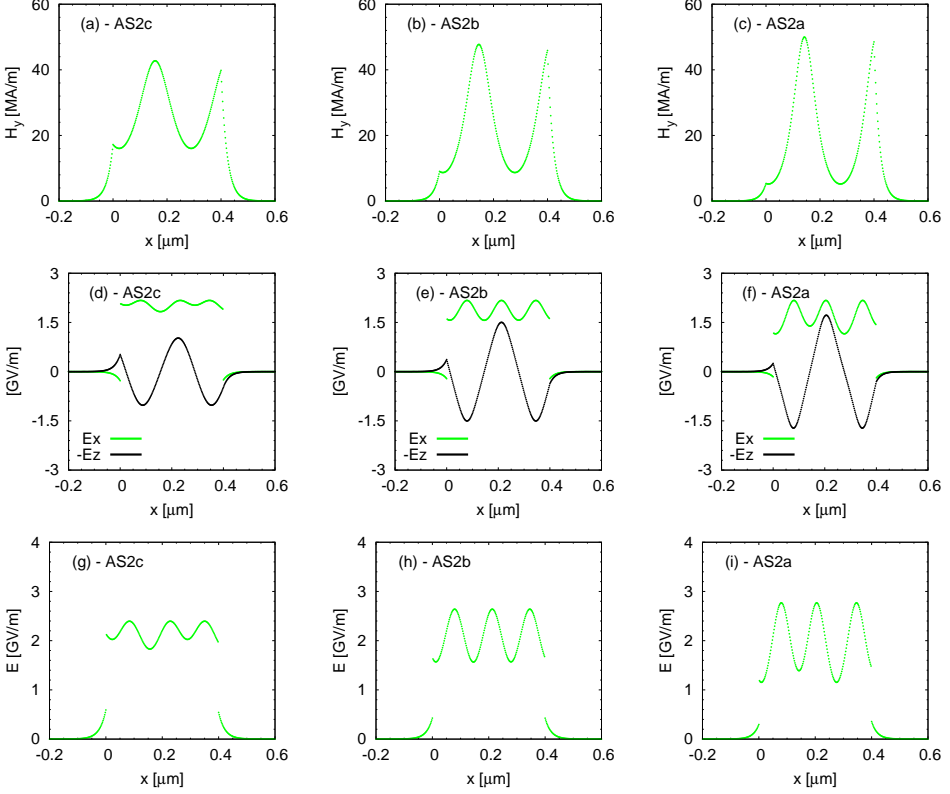 (a) - AS2c
H_y [MA/m]
60
40
20
0
-0.2 0 0.2 0.4 0.6
x [μm]
(b) - AS2b
H_y [MA/m]
60
40
20
0
-0.2 0 0.2 0.4 0.6
x [μm]
(c) - AS2a
H_y [MA/m]
60
40
20
0
-0.2 0 0.2 0.4 0.6
x [μm]
(d) - AS2c
[GV/m]
3
1.5
0
-1.5
-3
Ex
-Ez
-0.2 0 0.2 0.4 0.6
x [μm]
(e) - AS2b
[GV/m]
3
1.5
0
-1.5
-3
Ex
-Ez
-0.2 0 0.2 0.4 0.6
x [μm]
(f) - AS2a
[GV/m]
3
1.5
0
-1.5
-3
Ex
-Ez
-0.2 0 0.2 0.4 0.6
x [μm]
(g) - AS2c
E [GV/m]
4
3
2
1
0
-0.2 0 0.2 0.4 0.6
x [μm]
(h) - AS2b
E [GV/m]
4
3
2
1
0
-0.2 0 0.2 0.4 0.6
x [μm]
(i) - AS2a
E [GV/m]
4
3
2
1
0
-0.2 0 0.2 0.4 0.6
x [μm]